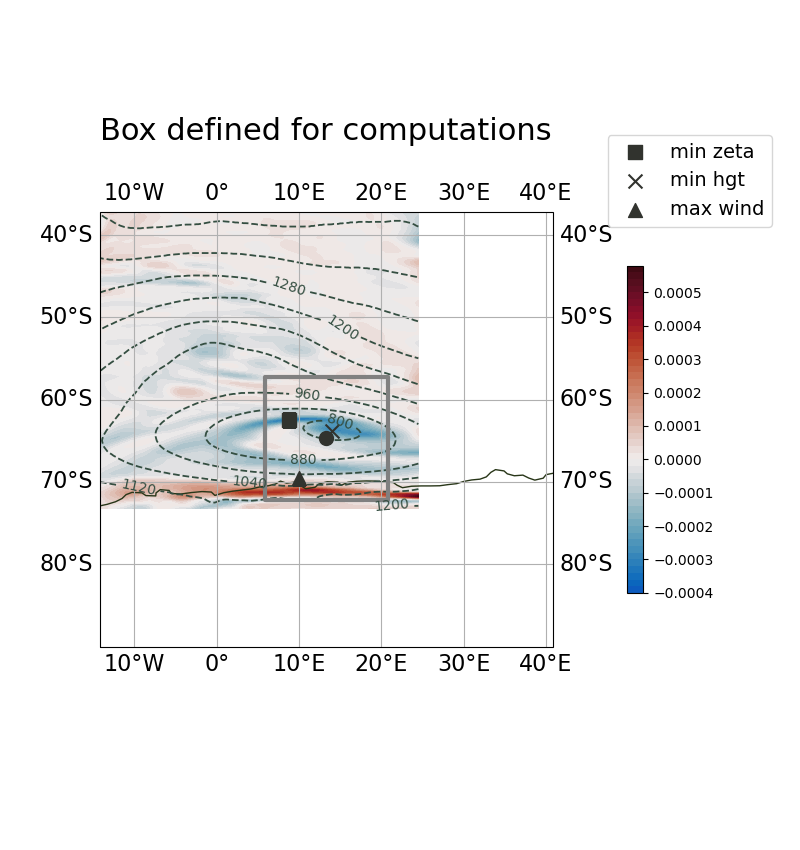 Box defined for computations
min zeta
min hgt
max wind
10°W 0° 10°E 20°E 30°E 40°E
40°S 40°S
50°S 50°S
60°S 60°S
70°S 70°S
80°S 80°S
10°W 0° 10°E 20°E 30°E 40°E
1280
1200
960
800
880
1040
1120
1200
0.0005
0.0004
0.0003
0.0002
0.0001
0.0000
−0.0001
−0.0002
−0.0003
−0.0004